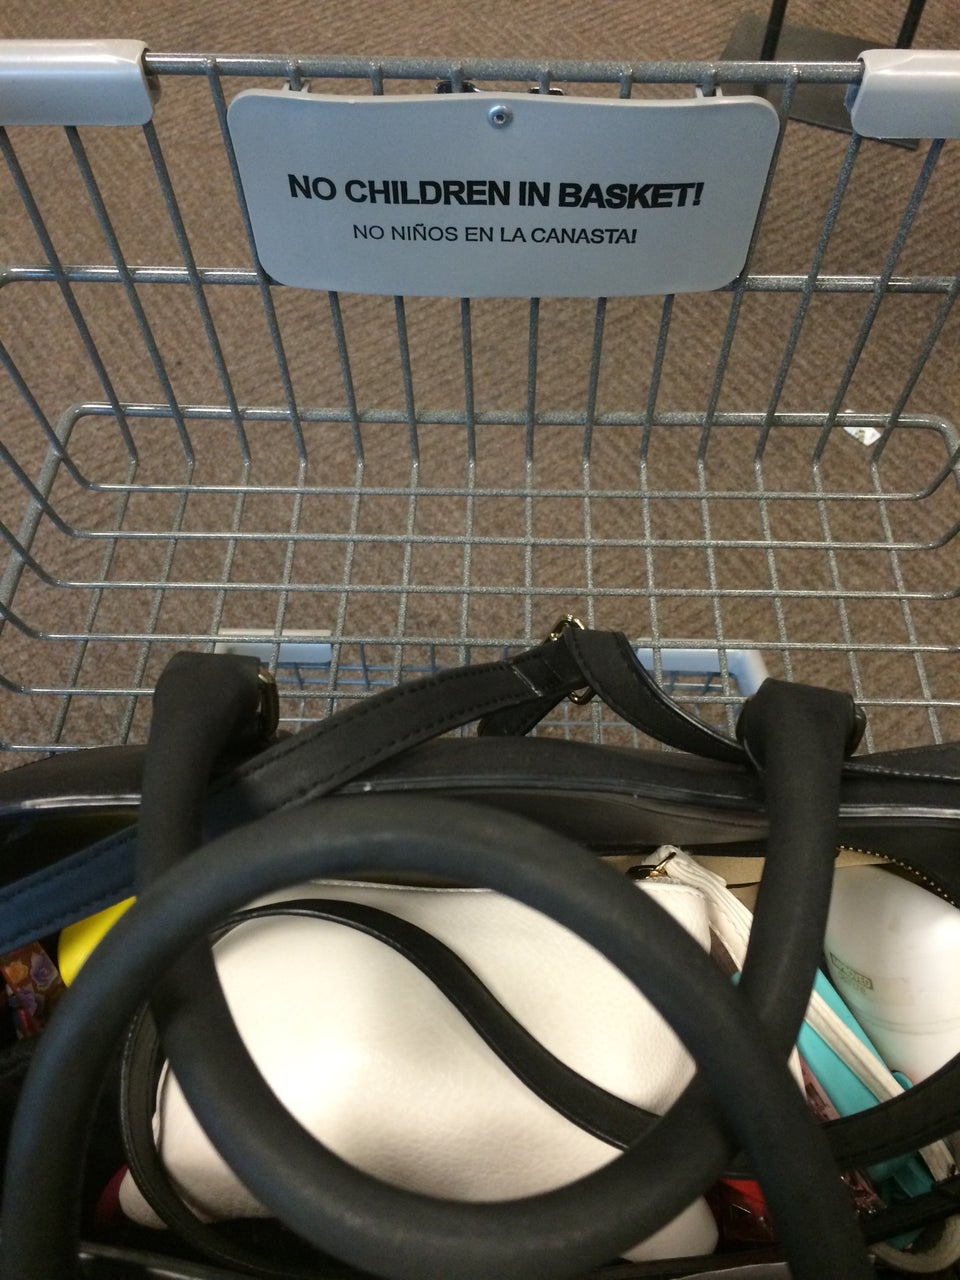 NO CHILDREN IN BASKET!
NO NIÑOS EN LA CANASTA!